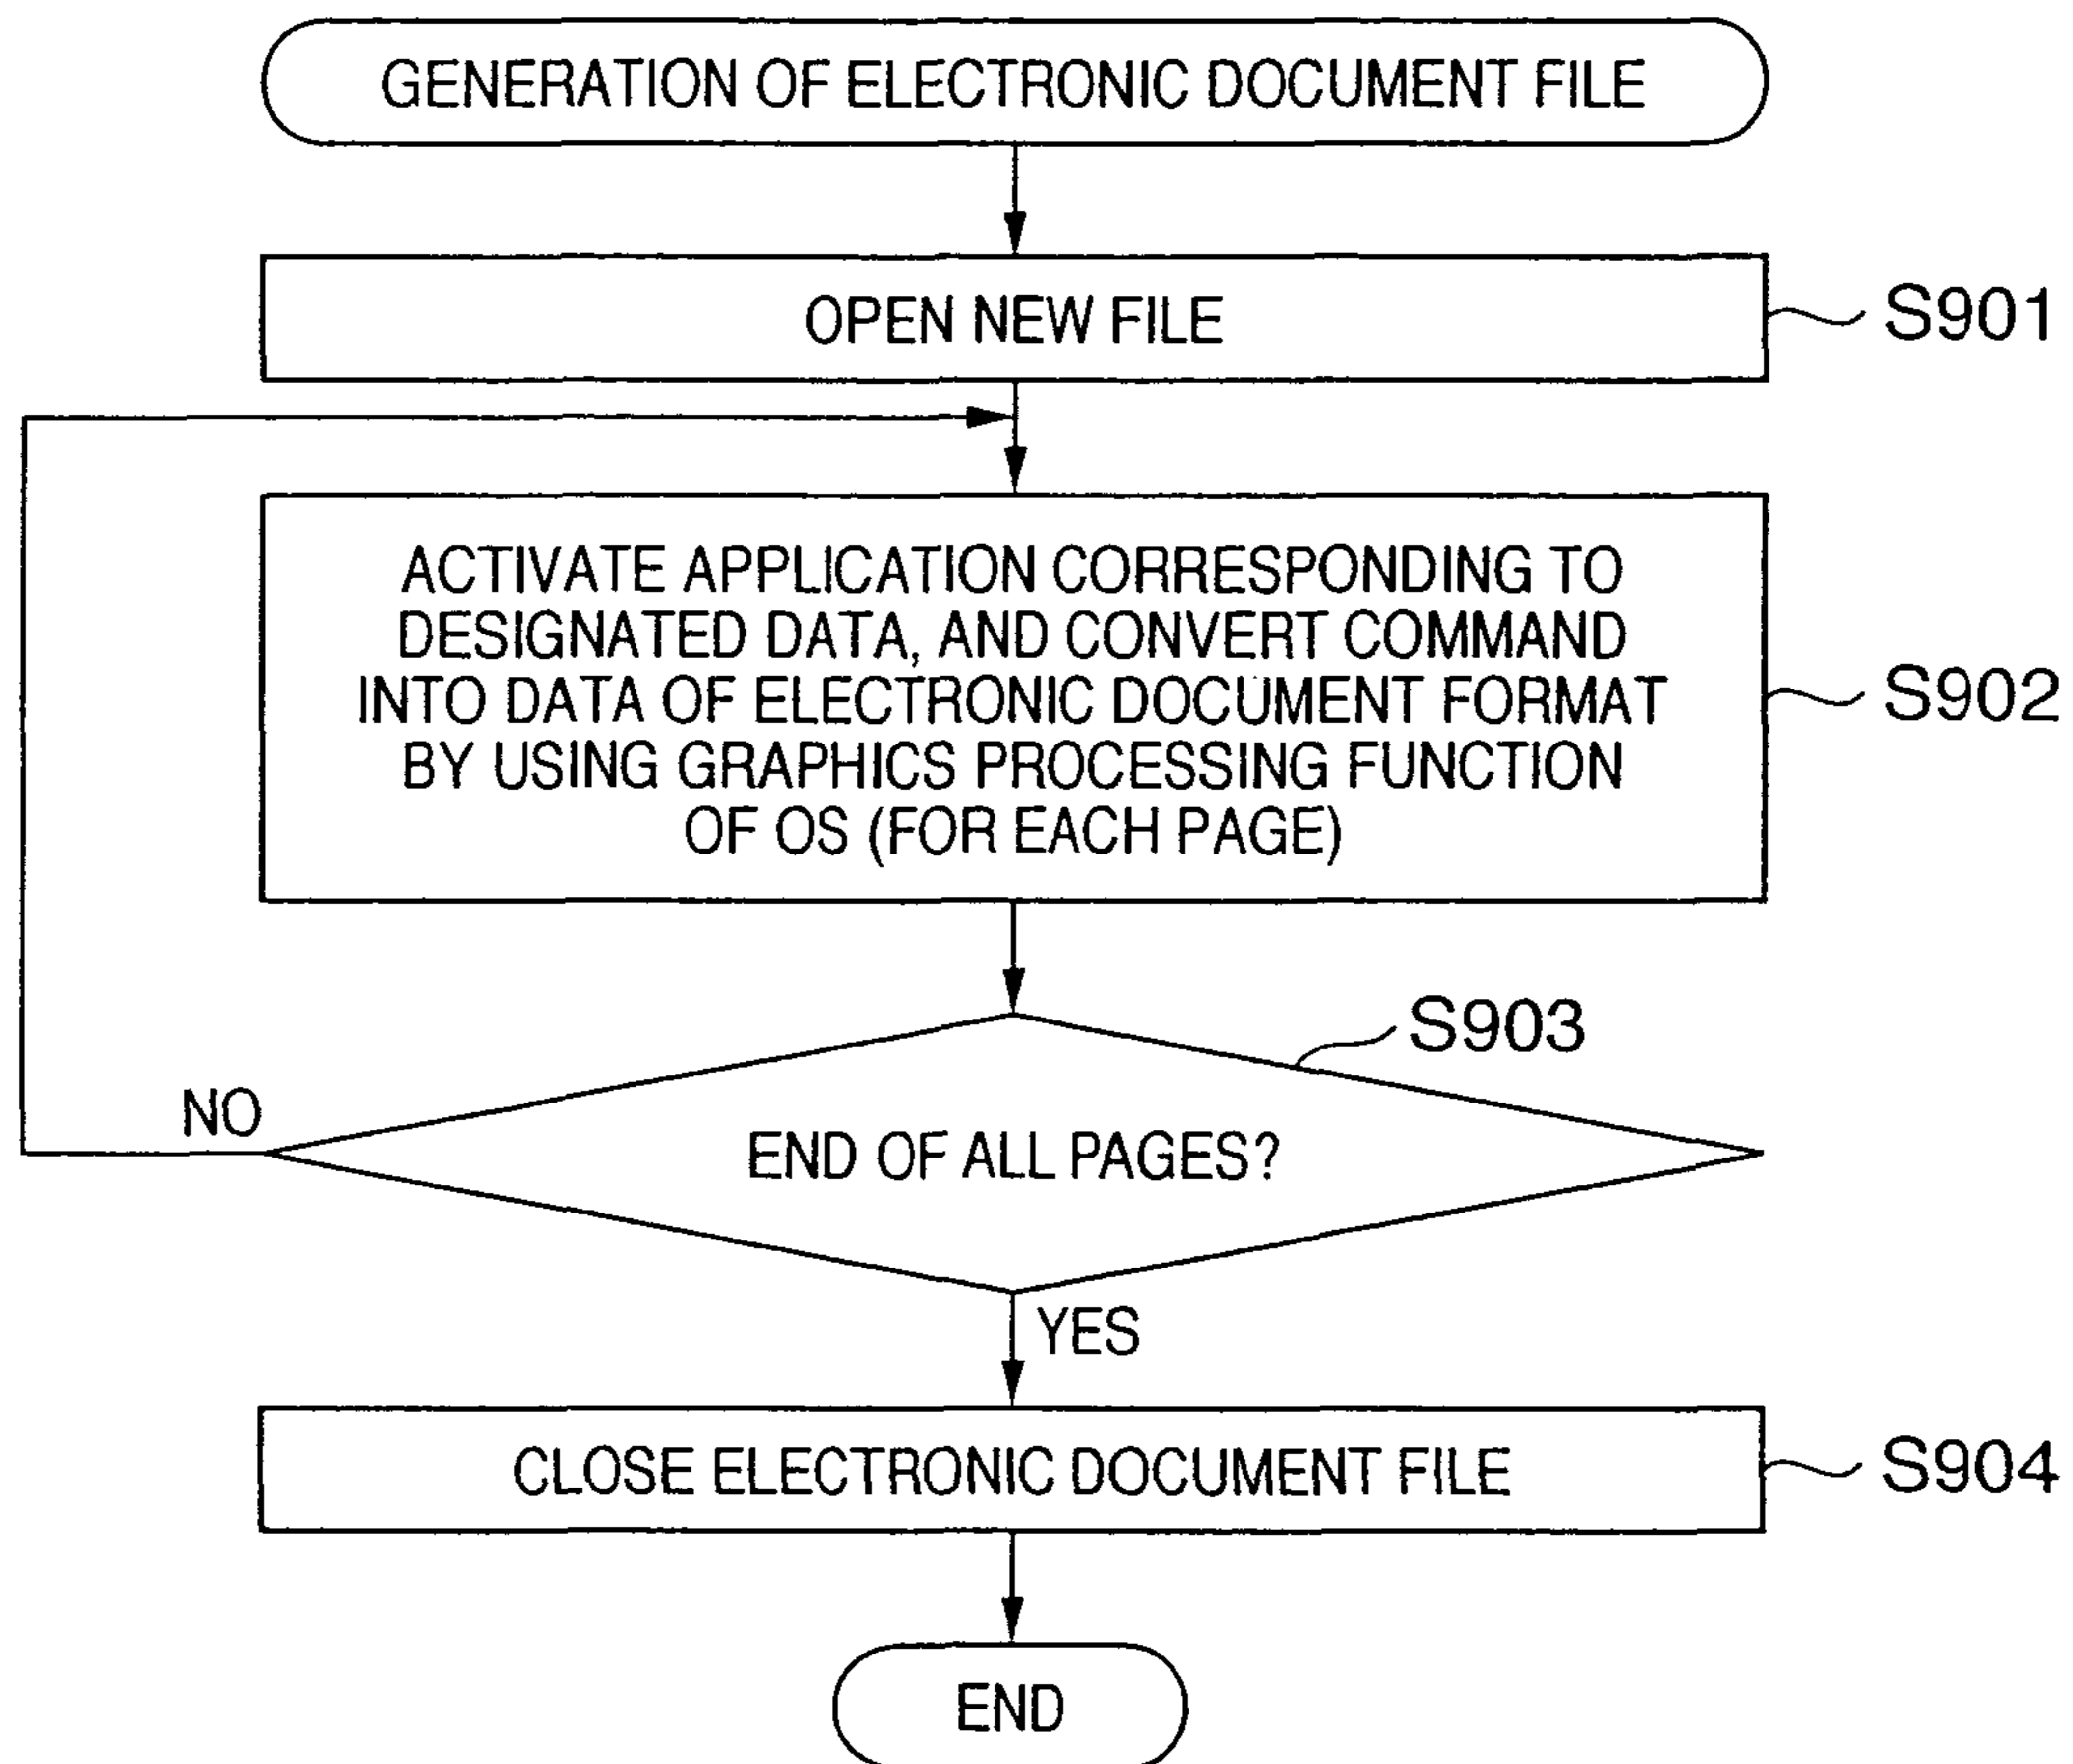 GENERATION OF ELECTRONIC DOCUMENT FILE
OPEN NEW FILE
S901
ACTIVATE APPLICATION CORRESPONDING TO
DESIGNATED DATA, AND CONVERT COMMAND
INTO DATA OF ELECTRONIC DOCUMENT FORMAT
BY USING GRAPHICS PROCESSING FUNCTION
OF OS (FOR EACH PAGE)
S902
S903
NO
END OF ALL PAGES?
YES
CLOSE ELECTRONIC DOCUMENT FILE
S904
END